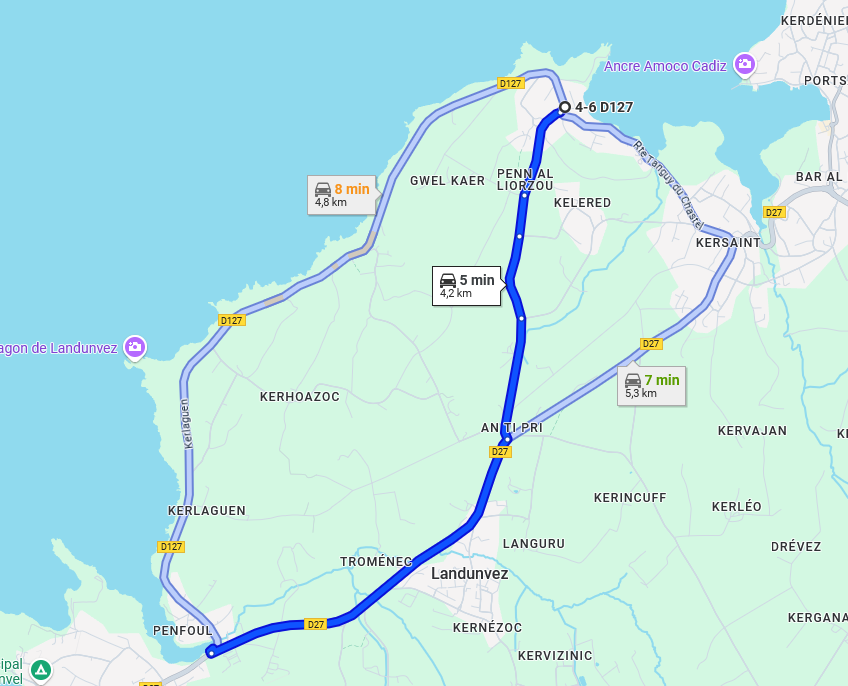 KERDÉNIE
Ancre Amoco Cadiz
PORTS
D127
4-6 D127
Rte Tanguy du Chastel
8 min
4,8 km
GWEL KAER
PENN AL
LIORZOU
BAR AL
KELERED
D27
KERSAINT
5 min
4,2 km
D127
agon de Landunvez
D27
7 min
5,3 km
KERHOAZOC
Kerlaguen
AN TI PRI
KERVAJAN
D27
KERINCUFF
KERLÉO
KERLAGUEN
D127
LANGURU
DRÉVEZ
TROMÉNEC
Landunvez
D27
KERGANA
PENFOUL
KERNÉZOC
KERVIZINIC
cipal
nvel